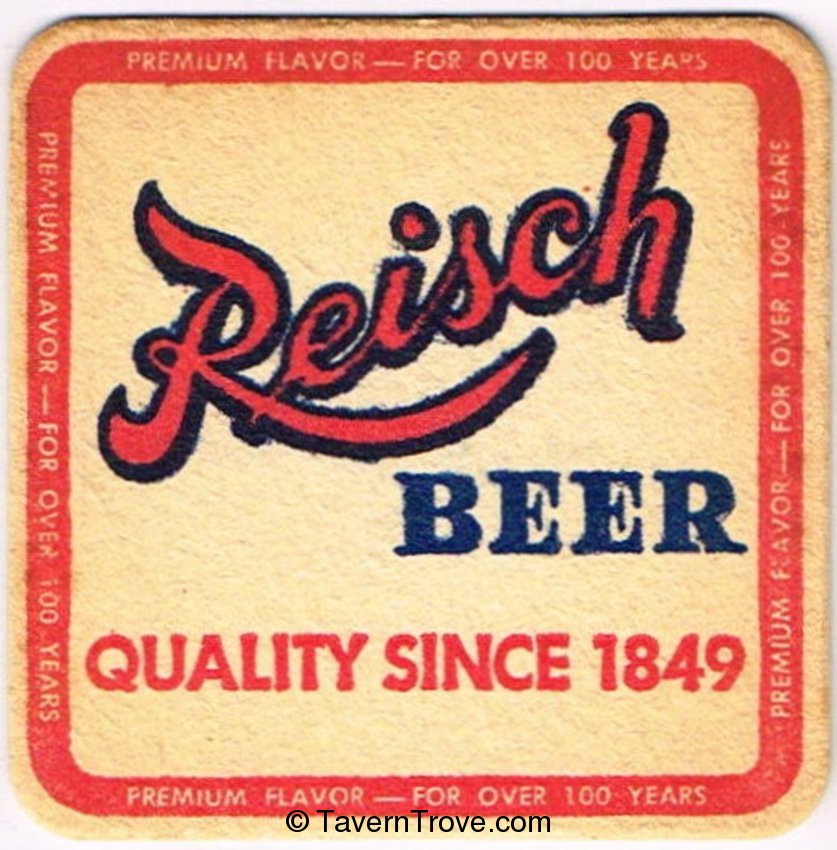 PREMIUM FLAVOR — FOR OVER 100 YEARS
PREMIUM FLAVOR — FOR OVER 100 YEARS
Reisch
BEER
QUALITY SINCE 1849
PREMIUM FLAVOR — FOR OVER 100 YEARS
PREMIUM FLAVOR — FOR OVER 100 YEARS
© TavernTrove.com